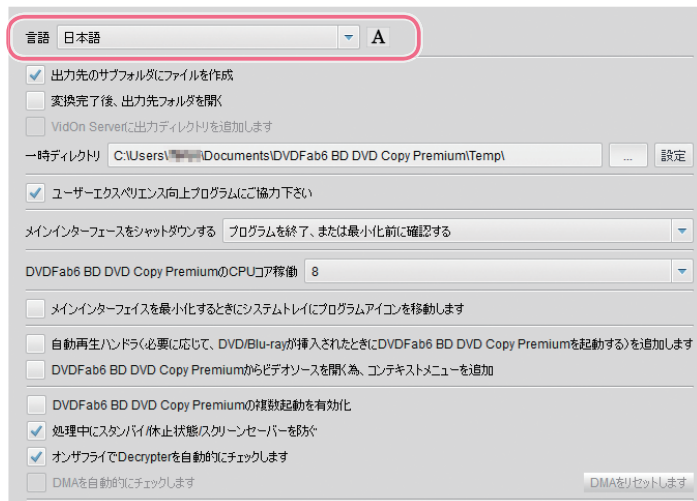 言語 日本語 A
出力先のサブフォルダにファイルを作成
変換完了後、出力先フォルダを開く
VidOn Serverに出力ディレクトリを追加します
一時ディレクトリ C:\Users\ \Documents\DVDFab6 BD DVD Copy Premium\Temp\ ... 設定
ユーザーエクスペリエンス向上プログラムにご協力下さい
メインインターフェースをシャットダウンする プログラムを終了、または最小化前に確認する
DVDFab6 BD DVD Copy PremiumのCPUコア稼働 8
メインインターフェイスを最小化するときにシステムトレイにプログラムアイコンを移動します
自動再生ハンドラ（必要に応じて、DVD/Blu-rayが挿入されたときにDVDFab6 BD DVD Copy Premiumを起動する）を追加します
DVDFab6 BD DVD Copy Premiumからビデオソースを開く為、コンテキストメニューを追加
DVDFab6 BD DVD Copy Premiumの複数起動を有効化
処理中にスタンバイ/休止状態/スクリーンセーバーを防ぐ
オンザフライでDecrypterを自動的にチェックします
DMAを自動的にチェックします DMAをリセットします